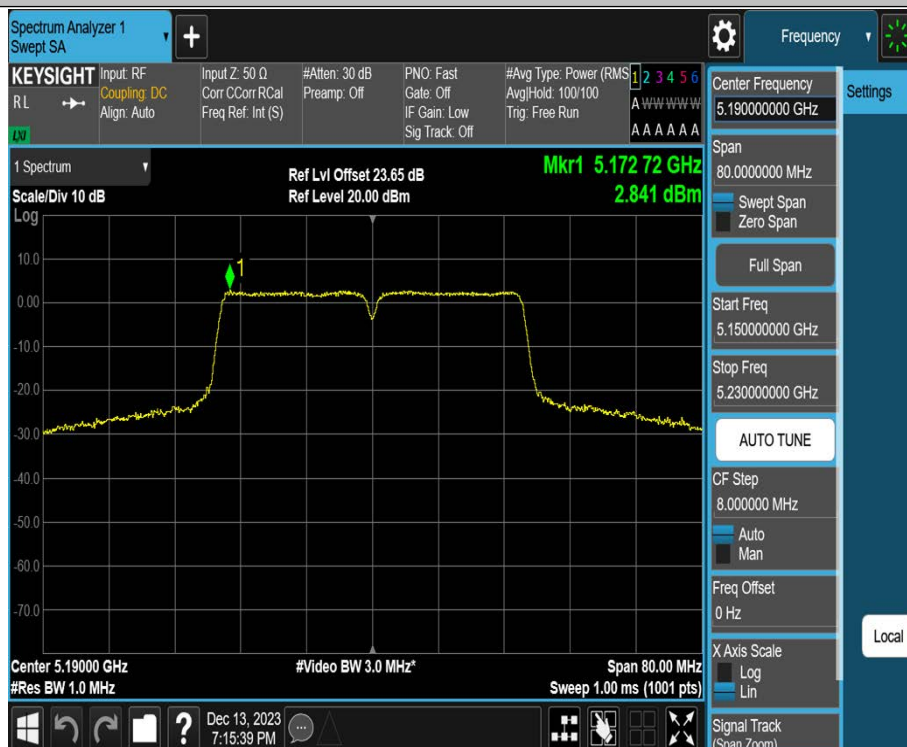 Spectrum Analyzer 1
Swept SA
+
Frequency
KEYSIGHT
RL
LXI
Input: RF
Coupling: DC
Align: Auto
Input Z: 50 Ω
Corr CCorr RCal
Freq Ref: Int (S)
#Atten: 30 dB
Preamp: Off
PNO: Fast
Gate: Off
IF Gain: Low
Sig Track: Off
#Avg Type: Power (RMS
Avg|Hold: 100/100
Trig: Free Run
1 2 3 4 5 6
A W W W W W
A A A A A A
1 Spectrum
Scale/Div 10 dB
Log
Ref Lvl Offset 23.65 dB
Ref Level 20.00 dBm
Mkr1 5.172 72 GHz
2.841 dBm
1
10.0
0.00
-10.0
-20.0
-30.0
-40.0
-50.0
-60.0
-70.0
Center 5.19000 GHz
#Res BW 1.0 MHz
#Video BW 3.0 MHz*
Span 80.00 MHz
Sweep 1.00 ms (1001 pts)
?
Dec 13, 2023
7:15:39 PM
Center Frequency
5.190000000 GHz
Span
80.0000000 MHz
Swept Span
Zero Span
Full Span
Start Freq
5.150000000 GHz
Stop Freq
5.230000000 GHz
AUTO TUNE
CF Step
8.000000 MHz
Auto
Man
Freq Offset
0 Hz
X Axis Scale
Log
Lin
Signal Track
(Span Zoom)
Settings
Local